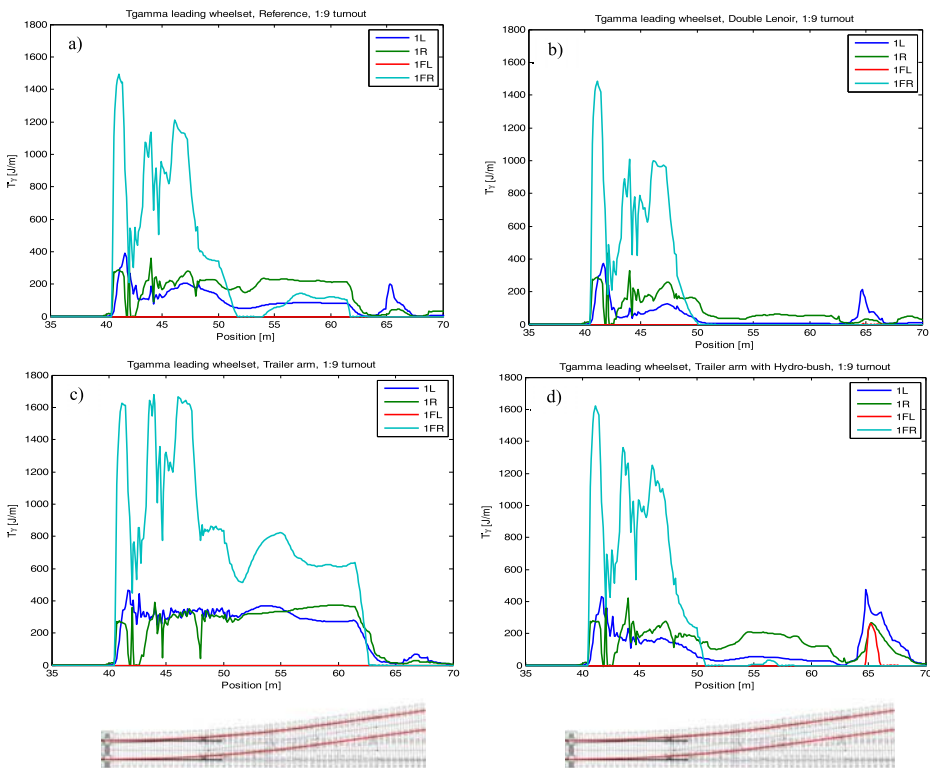 Tgamma leading wheelset, Reference, 1:9 turnout
a)
1L
1R
1FL
1FR
Tγ [J/m]
1800
1600
1400
1200
1000
800
600
400
200
0
35 40 45 50 55 60 65 70
Position [m]
Tgamma leading wheelset, Double Lenoir, 1:9 turnout
b)
1L
1R
1FL
1FR
Tγ [J/m]
1800
1600
1400
1200
1000
800
600
400
200
0
35 40 45 50 55 60 65 70
Position [m]
Tgamma leading wheelset, Trailer arm, 1:9 turnout
c)
1L
1R
1FL
1FR
Tγ [J/m]
1800
1600
1400
1200
1000
800
600
400
200
0
35 40 45 50 55 60 65 70
Position [m]
Tgamma leading wheelset, Trailer arm with Hydro-bush, 1:9 turnout
d)
1L
1R
1FL
1FR
Tγ [J/m]
1800
1600
1400
1200
1000
800
600
400
200
0
35 40 45 50 55 60 65 70
Position [m]